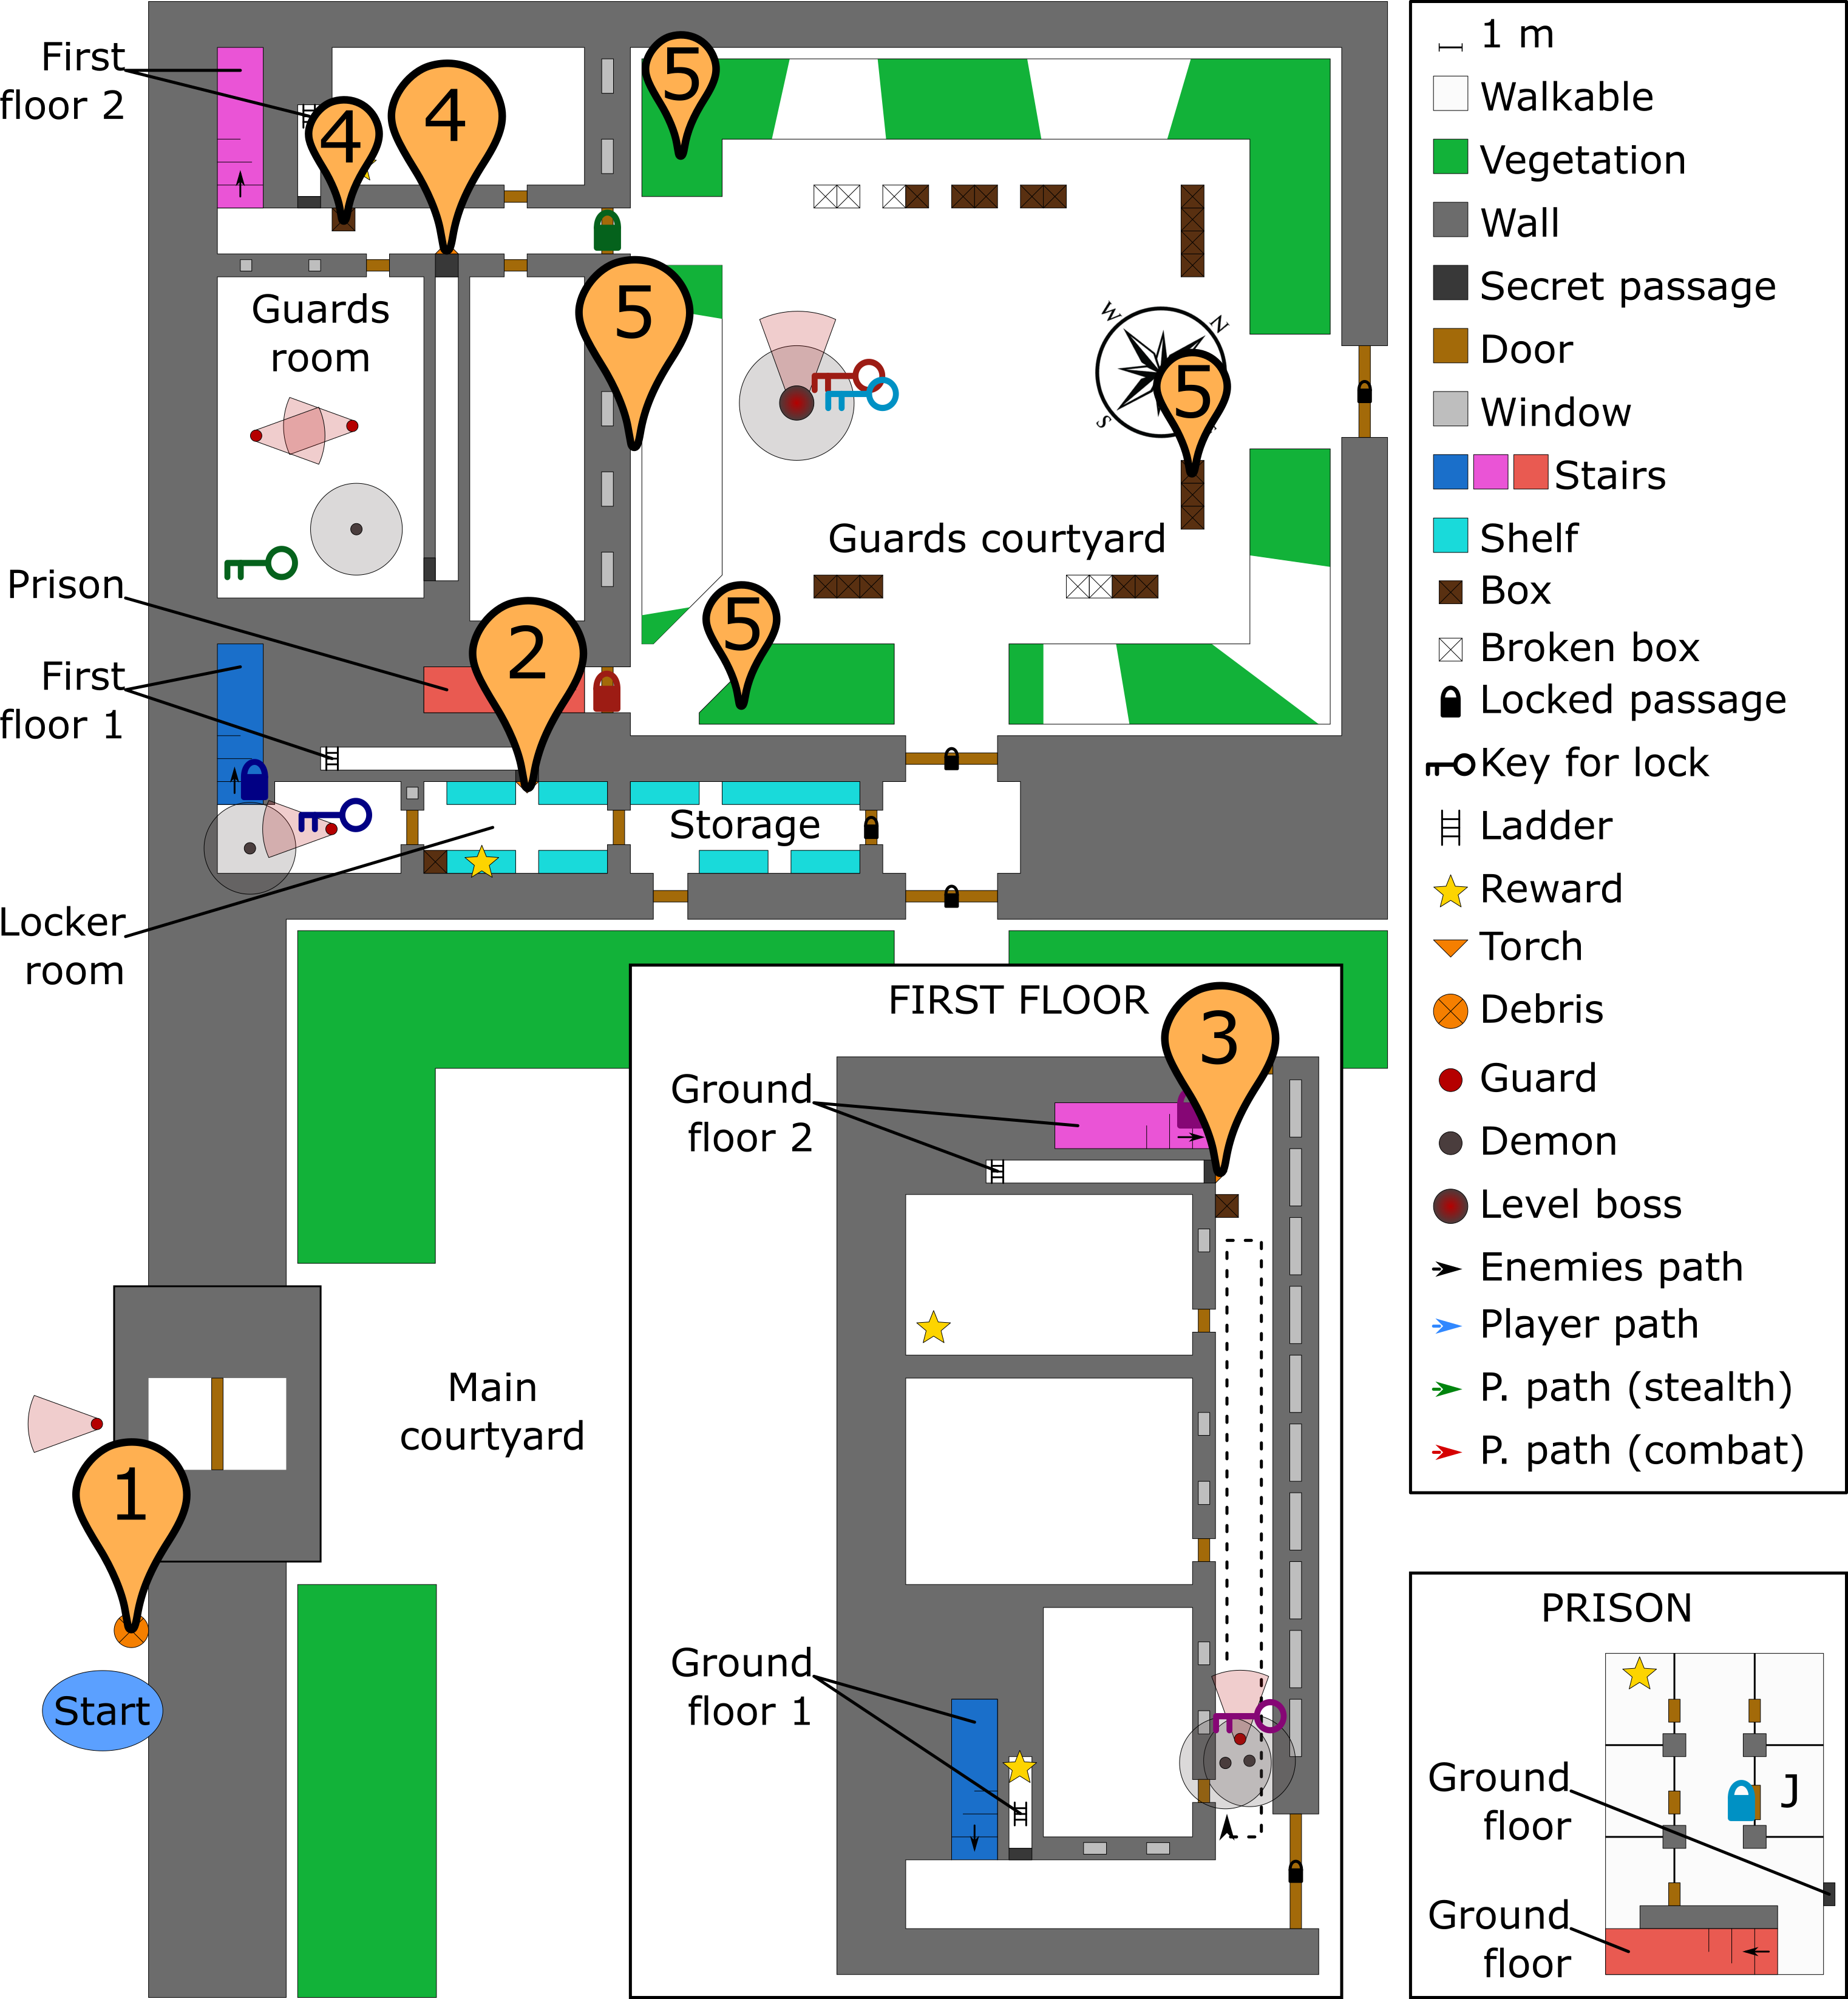 First
floor 2
4
4
5
1 m
Walkable
Vegetation
Wall
Secret passage
Door
Window
Stairs
Shelf
Box
Broken box
Locked passage
Key for lock
Ladder
Reward
Torch
Debris
Guard
Demon
Level boss
Enemies path
Player path
P. path (stealth)
P. path (combat)
Guards
room
5
W
N
S
5
Guards courtyard
Prison
5
2
First
floor 1
Storage
Locker
room
FIRST FLOOR
3
Ground
floor 2
Main
courtyard
1
Start
Ground
floor 1
PRISON
J
Ground
floor
Ground
floor